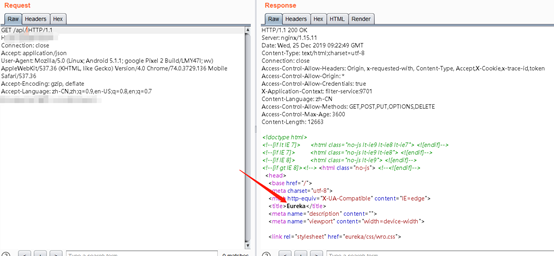 Request
Raw Headers Hex
GET /api/ HTTP/1.1
Connection: close
Accept: application/json
User-Agent: Mozilla/5.0 (Linux; Android 5.1.1; google Pixel 2 Build/LMY47I; wv)
AppleWebKit/537.36 (KHTML, like Gecko) Version/4.0 Chrome/74.0.3729.136 Mobile
Safari/537.36
Accept-Encoding: gzip, deflate
Accept-Language: zh-CN,zh;q=0.9,en-US;q=0.8,en;q=0.7
Response
Raw Headers Hex HTML Render
HTTP/1.1 200 OK
Server: nginx/1.15.11
Date: Wed, 25 Dec 2019 09:22:49 GMT
Content-Type: text/html;charset=utf-8
Connection: close
Access-Control-Allow-Headers: Origin, x-requested-with, Content-Type, Accept,X-Cookie,x-trace-id,token
Access-Control-Allow-Origin: *
Access-Control-Allow-Credentials: true
X-Application-Context: filter-service:9701
Content-Language: zh-CN
Access-Control-Allow-Methods: GET,POST,PUT,OPTIONS,DELETE
Access-Control-Max-Age: 3600
Content-Length: 12663
<!doctype html>
<!--[if lt IE 7]> <html class="no-js lt-ie9 lt-ie8 lt-ie7"> <![endif]-->
<!--[if IE 7]> <html class="no-js lt-ie9 lt-ie8"> <![endif]-->
<!--[if IE 8]> <html class="no-js lt-ie9"> <![endif]-->
<!--[if gt IE 8]><!--> <html class="no-js"> <!--<![endif]-->
<head>
<base href="/">
<meta charset="utf-8">
<meta http-equiv="X-UA-Compatible" content="IE=edge">
<title>Eureka</title>
<meta name="description" content="">
<meta name="viewport" content="width=device-width">
<link rel="stylesheet" href="eureka/css/wro.css">